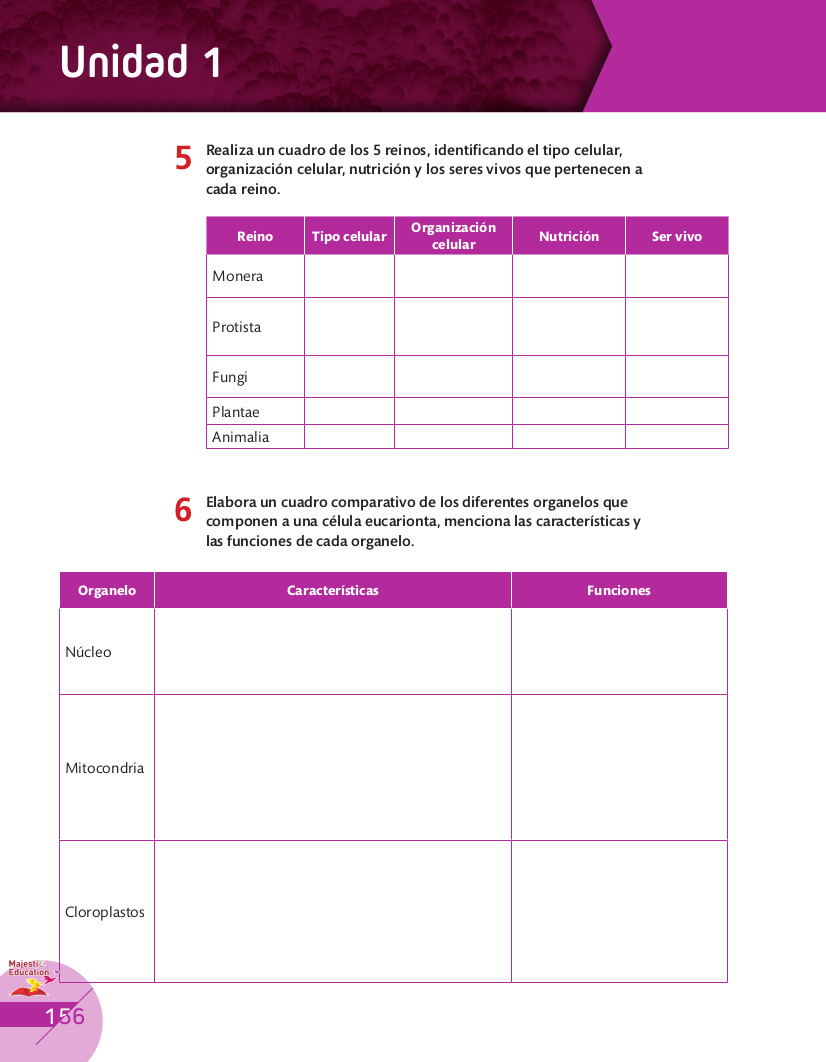 Unidad 1
5
Realiza un cuadro de los 5 reinos, identificando el tipo celular,
organización celular, nutrición y los seres vivos que pertenecen a
cada reino.
Reino Tipo celular Organización celular Nutrición Ser vivo
Monera
Protista
Fungi
Plantae
Animalia
6
Elabora un cuadro comparativo de los diferentes organelos que
componen a una célula eucarionta, menciona las características y
las funciones de cada organelo.
Organelo Características Funciones
Núcleo
Mitocondria
Cloroplastos
Majestic
Education
156